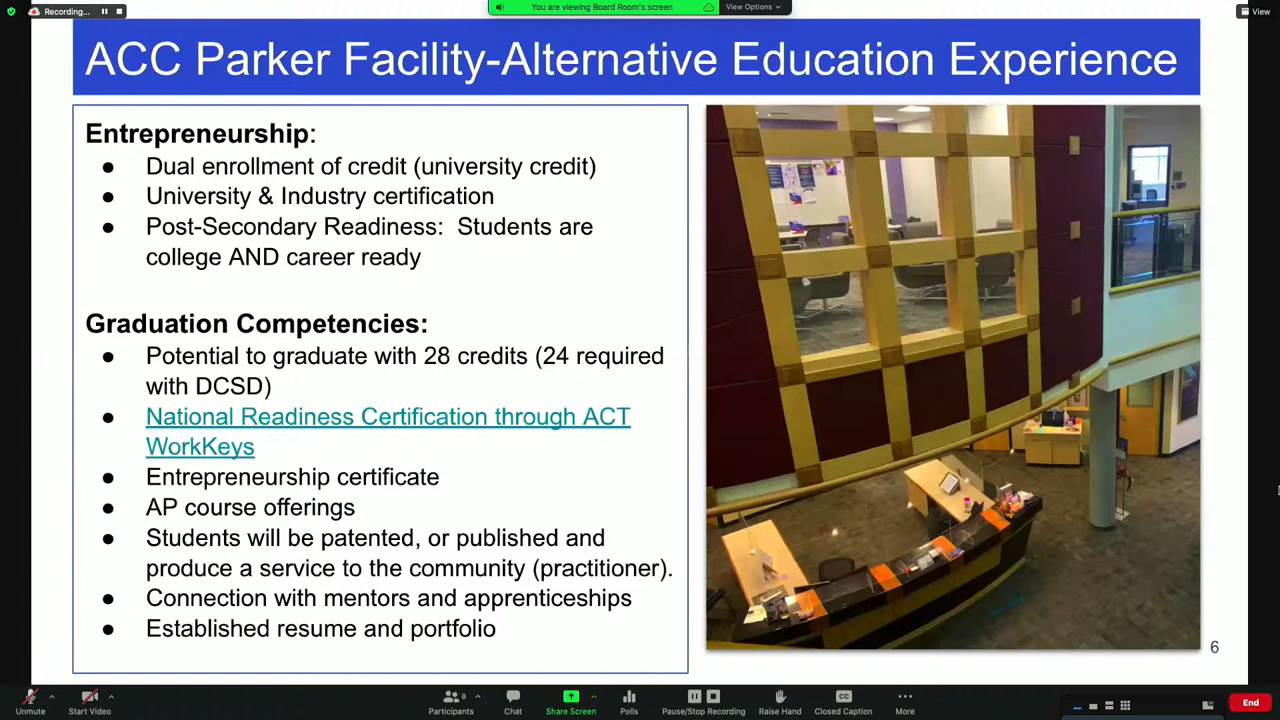 Recording...
You are viewing Board Room's screen
View Options
View
ACC Parker Facility-Alternative Education Experience
Entrepreneurship:
● Dual enrollment of credit (university credit)
● University & Industry certification
● Post-Secondary Readiness: Students are
college AND career ready
Graduation Competencies:
● Potential to graduate with 28 credits (24 required
with DCSD)
● National Readiness Certification through ACT
WorkKeys
● Entrepreneurship certificate
● AP course offerings
● Students will be patented, or published and
produce a service to the community (practitioner).
● Connection with mentors and apprenticeships
● Established resume and portfolio
6
Unmute
Start Video
Participants
8
Chat
Share Screen
Polls
Pause/Stop Recording
Raise Hand
CC
Closed Caption
More
End